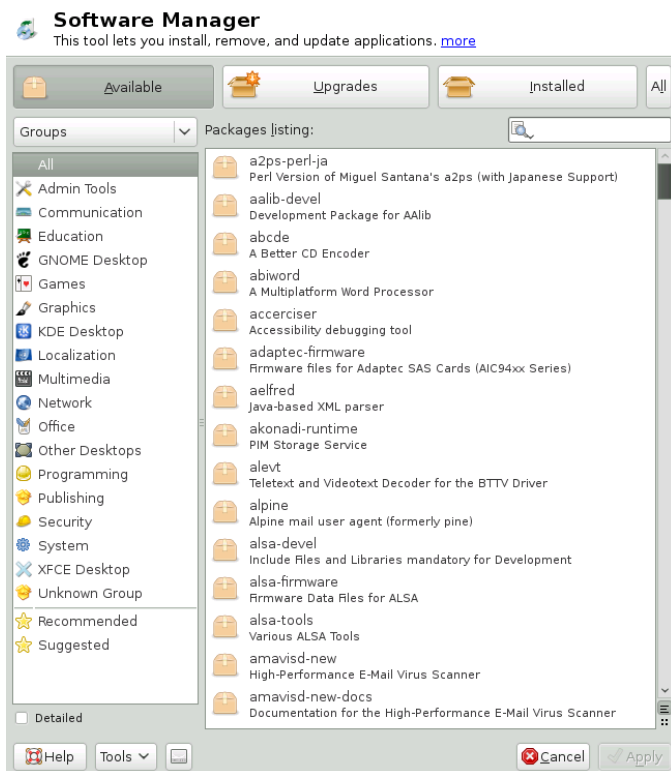 Software Manager
This tool lets you install, remove, and update applications. more
Available
Upgrades
Installed
All
Groups
Packages listing:
All
Admin Tools
Communication
Education
GNOME Desktop
Games
Graphics
KDE Desktop
Localization
Multimedia
Network
Office
Other Desktops
Programming
Publishing
Security
System
XFCE Desktop
Unknown Group
Recommended
Suggested
a2ps-perl-ja
Perl Version of Miguel Santana's a2ps (with Japanese Support)
aalib-devel
Development Package for AAlib
abcde
A Better CD Encoder
abiword
A Multiplatform Word Processor
accerciser
Accessibility debugging tool
adaptec-firmware
Firmware files for Adaptec SAS Cards (AIC94xx Series)
aelfred
Java-based XML parser
akonadi-runtime
PIM Storage Service
alevt
Teletext and Videotext Decoder for the BTTV Driver
alpine
Alpine mail user agent (formerly pine)
alsa-devel
Include Files and Libraries mandatory for Development
alsa-firmware
Firmware Data Files for ALSA
alsa-tools
Various ALSA Tools
amavisd-new
High-Performance E-Mail Virus Scanner
amavisd-new-docs
Documentation for the High-Performance E-Mail Virus Scanner
Detailed
Help
Tools
Cancel
Apply